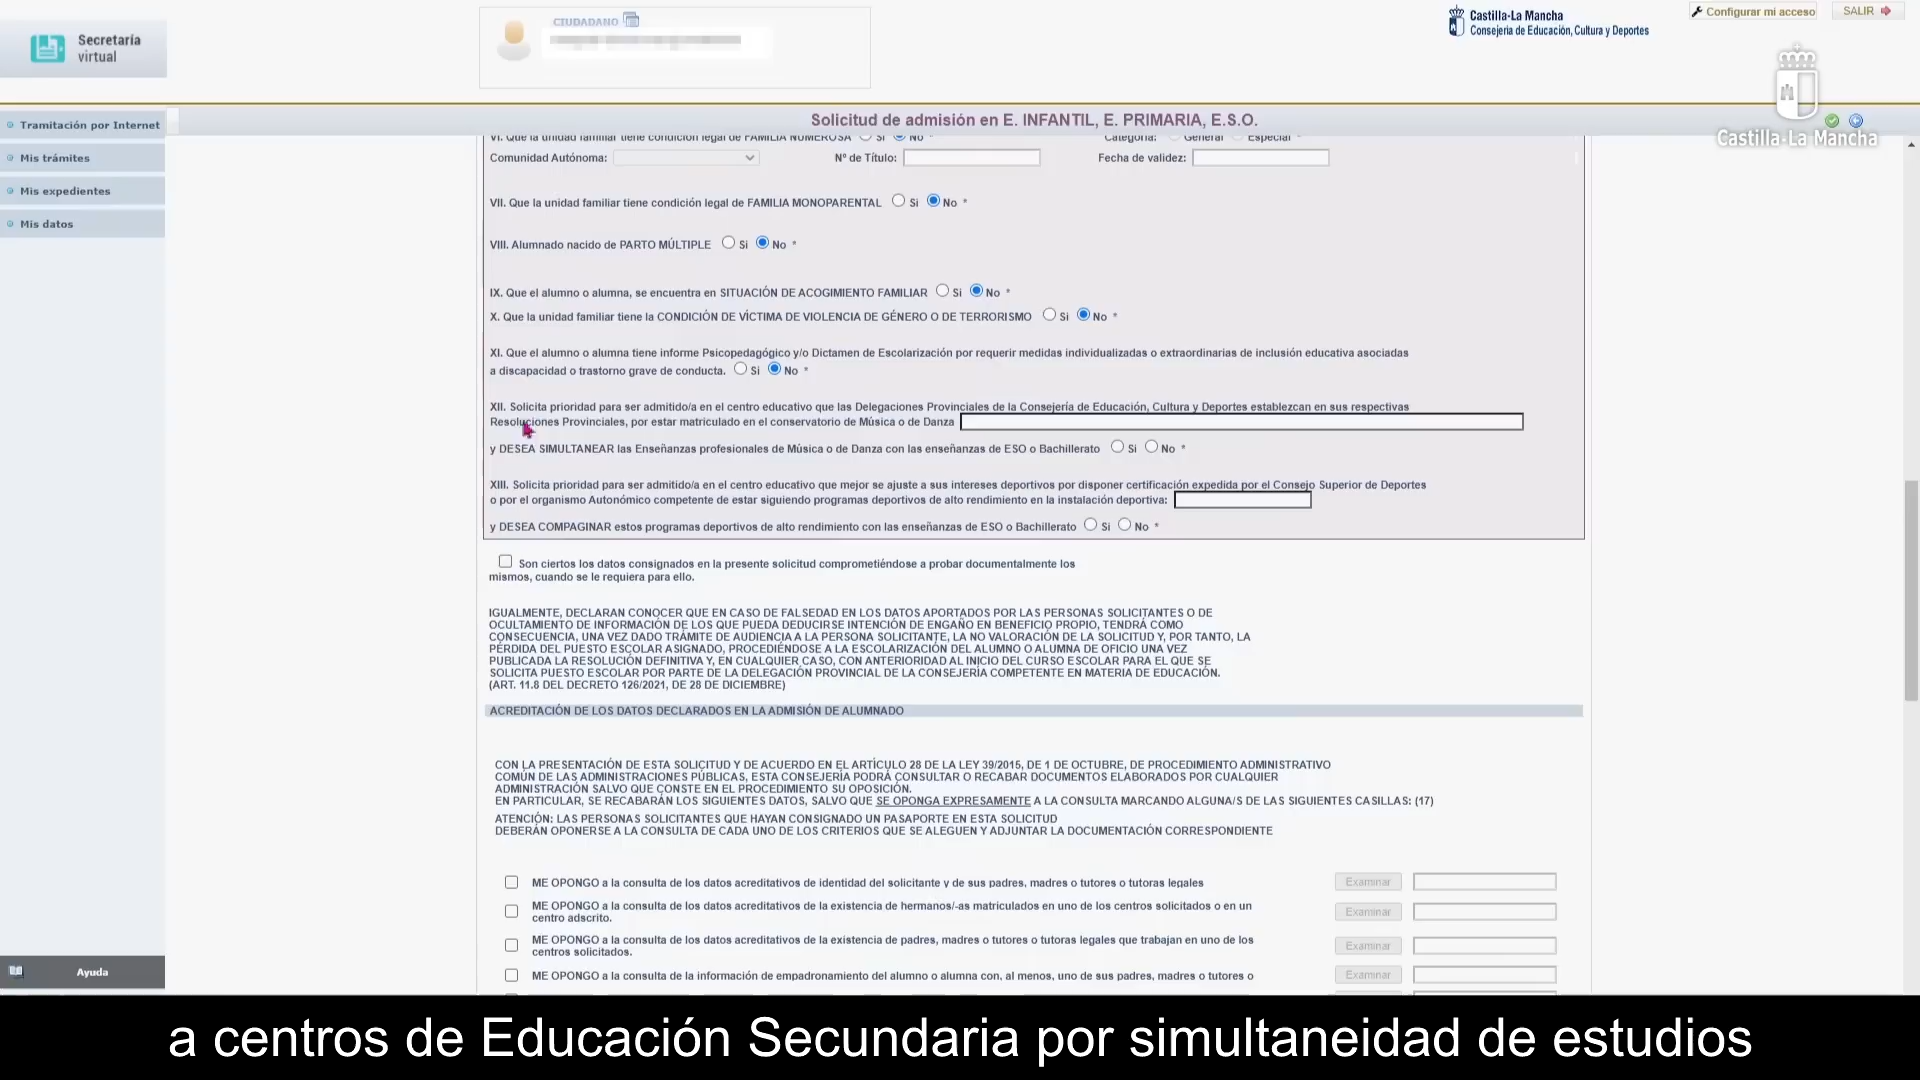 Secretaría
virtual
CIUDADANO
Castilla-La Mancha
Consejería de Educación, Cultura y Deportes
Configurar mi acceso
SALIR
Castilla-La Mancha
Tramitación por Internet
Mis trámites
Mis expedientes
Mis datos
Ayuda
Solicitud de admisión en E. INFANTIL, E. PRIMARIA, E.S.O.
VI. Que la unidad familiar tiene condición legal de FAMILIA NUMEROSA Si No * Categoría: General Especial *
Comunidad Autónoma: Nº de Título: Fecha de validez:
VII. Que la unidad familiar tiene condición legal de FAMILIA MONOPARENTAL Si No *
VIII. Alumnado nacido de PARTO MÚLTIPLE Si No *
IX. Que el alumno o alumna, se encuentra en SITUACIÓN DE ACOGIMIENTO FAMILIAR Si No *
X. Que la unidad familiar tiene la CONDICIÓN DE VÍCTIMA DE VIOLENCIA DE GÉNERO O DE TERRORISMO Si No *
XI. Que el alumno o alumna tiene informe Psicopedagógico y/o Dictamen de Escolarización por requerir medidas individualizadas o extraordinarias de inclusión educativa asociadas
a discapacidad o trastorno grave de conducta. Si No *
XII. Solicita prioridad para ser admitido/a en el centro educativo que las Delegaciones Provinciales de la Consejería de Educación, Cultura y Deportes establezcan en sus respectivas
Resoluciones Provinciales, por estar matriculado en el conservatorio de Música o de Danza
y DESEA SIMULTANEAR las Enseñanzas profesionales de Música o de Danza con las enseñanzas de ESO o Bachillerato Si No *
XIII. Solicita prioridad para ser admitido/a en el centro educativo que mejor se ajuste a sus intereses deportivos por disponer certificación expedida por el Consejo Superior de Deportes
o por el organismo Autonómico competente de estar siguiendo programas deportivos de alto rendimiento en la instalación deportiva:
y DESEA COMPAGINAR estos programas deportivos de alto rendimiento con las enseñanzas de ESO o Bachillerato Si No *
Son ciertos los datos consignados en la presente solicitud comprometiéndose a probar documentalmente los
mismos, cuando se le requiera para ello.
IGUALMENTE, DECLARAN CONOCER QUE EN CASO DE FALSEDAD EN LOS DATOS APORTADOS POR LAS PERSONAS SOLICITANTES O DE
OCULTAMIENTO DE INFORMACIÓN DE LOS QUE PUEDA DEDUCIRSE INTENCIÓN DE ENGAÑO EN BENEFICIO PROPIO, TENDRÁ COMO
CONSECUENCIA, UNA VEZ DADO TRÁMITE DE AUDIENCIA A LA PERSONA SOLICITANTE, LA NO VALORACIÓN DE LA SOLICITUD Y, POR TANTO, LA
PÉRDIDA DEL PUESTO ESCOLAR ASIGNADO, PROCEDIÉNDOSE A LA ESCOLARIZACIÓN DEL ALUMNO O ALUMNA DE OFICIO UNA VEZ
PUBLICADA LA RESOLUCIÓN DEFINITIVA Y, EN CUALQUIER CASO, CON ANTERIORIDAD AL INICIO DEL CURSO ESCOLAR PARA EL QUE SE
SOLICITA PUESTO ESCOLAR POR PARTE DE LA DELEGACIÓN PROVINCIAL DE LA CONSEJERÍA COMPETENTE EN MATERIA DE EDUCACIÓN.
(ART. 11.8 DEL DECRETO 126/2021, DE 28 DE DICIEMBRE)
ACREDITACIÓN DE LOS DATOS DECLARADOS EN LA ADMISIÓN DE ALUMNADO
CON LA PRESENTACIÓN DE ESTA SOLICITUD Y DE ACUERDO EN EL ARTÍCULO 28 DE LA LEY 39/2015, DE 1 DE OCTUBRE, DE PROCEDIMIENTO ADMINISTRATIVO
COMÚN DE LAS ADMINISTRACIONES PÚBLICAS, ESTA CONSEJERÍA PODRÁ CONSULTAR O RECABAR DOCUMENTOS ELABORADOS POR CUALQUIER
ADMINISTRACIÓN SALVO QUE CONSTE EN EL PROCEDIMIENTO SU OPOSICIÓN.
EN PARTICULAR, SE RECABARÁN LOS SIGUIENTES DATOS, SALVO QUE SE OPONGA EXPRESAMENTE A LA CONSULTA MARCANDO ALGUNA/S DE LAS SIGUIENTES CASILLAS: (17)
ATENCIÓN: LAS PERSONAS SOLICITANTES QUE HAYAN CONSIGNADO UN PASAPORTE EN ESTA SOLICITUD
DEBERÁN OPONERSE A LA CONSULTA DE CADA UNO DE LOS CRITERIOS QUE SE ALEGUEN Y ADJUNTAR LA DOCUMENTACIÓN CORRESPONDIENTE
ME OPONGO a la consulta de los datos acreditativos de identidad del solicitante y de sus padres, madres o tutores o tutoras legales Examinar
ME OPONGO a la consulta de los datos acreditativos de la existencia de hermanos/-as matriculados en uno de los centros solicitados o en un
centro adscrito. Examinar
ME OPONGO a la consulta de los datos acreditativos de la existencia de padres, madres o tutores o tutoras legales que trabajan en uno de los
centros solicitados. Examinar
ME OPONGO a la consulta de la información de empadronamiento del alumno o alumna con, al menos, uno de sus padres, madres o tutores o Examinar
a centros de Educación Secundaria por simultaneidad de estudios